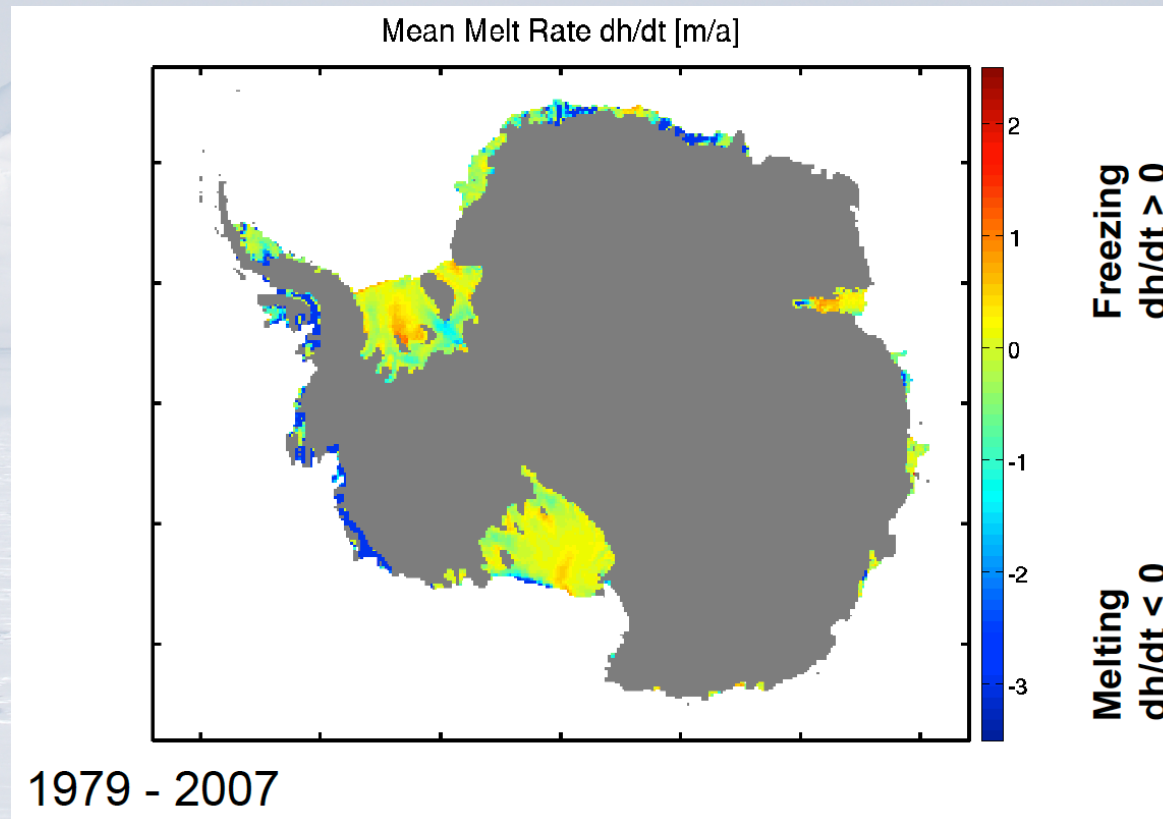 Mean Melt Rate dh/dt [m/a]
2
1
0
-1
-2
-3
Freezing
dh/dt > 0
Melting
dh/dt < 0
1979 - 2007